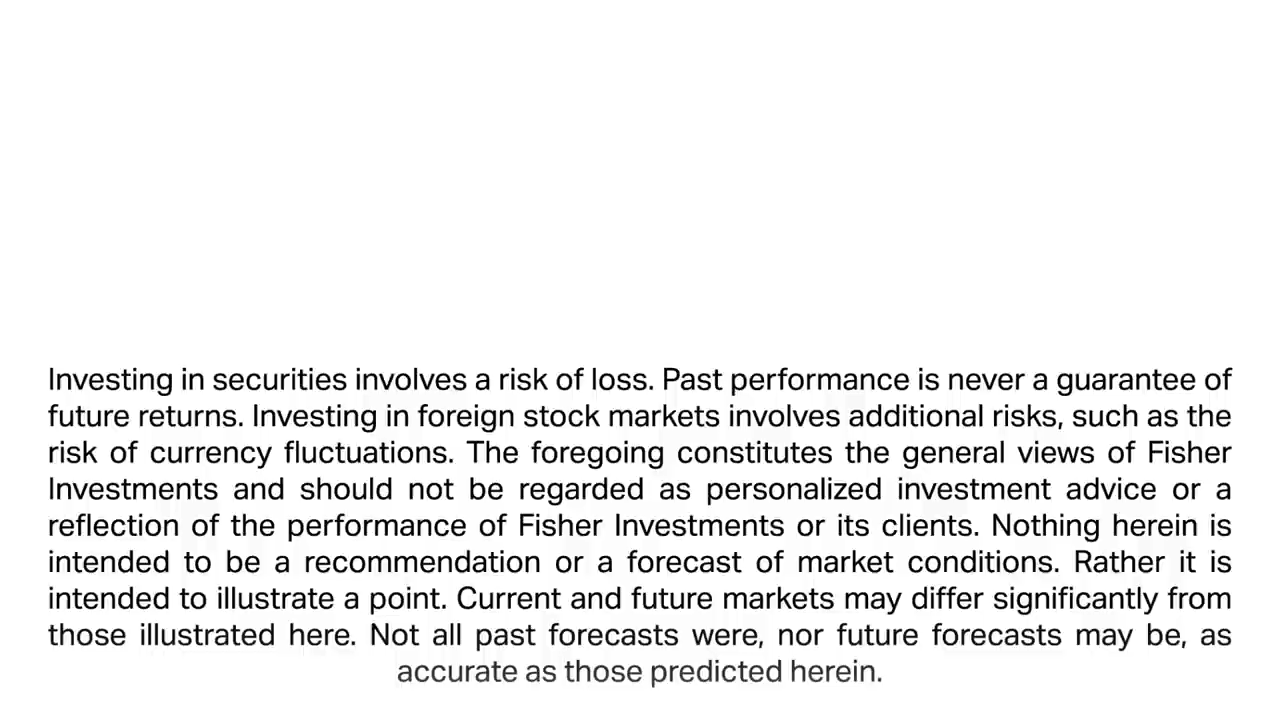 Investing in securities involves a risk of loss. Past performance is never a guarantee of
future returns. Investing in foreign stock markets involves additional risks, such as the
risk of currency fluctuations. The foregoing constitutes the general views of Fisher
Investments and should not be regarded as personalized investment advice or a
reflection of the performance of Fisher Investments or its clients. Nothing herein is
intended to be a recommendation or a forecast of market conditions. Rather it is
intended to illustrate a point. Current and future markets may differ significantly from
those illustrated here. Not all past forecasts were, nor future forecasts may be, as
accurate as those predicted herein.